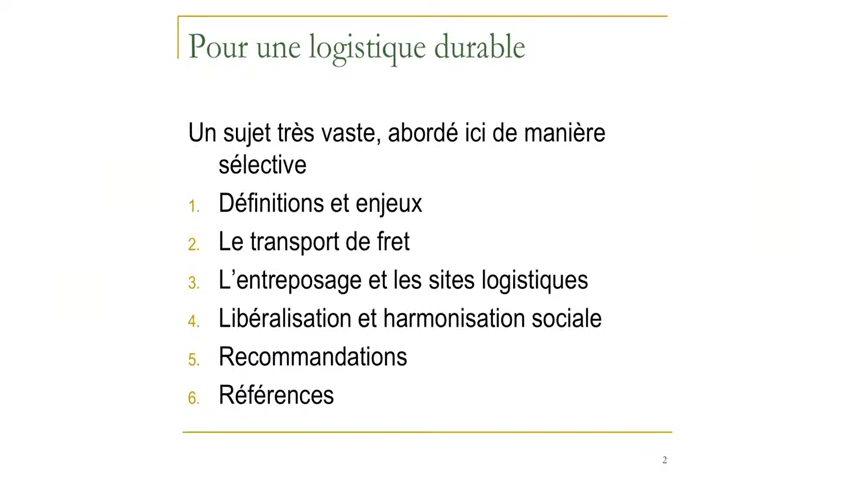 Pour une logistique durable
Un sujet très vaste, abordé ici de manière
sélective
1. Définitions et enjeux
2. Le transport de fret
3. L'entreposage et les sites logistiques
4. Libéralisation et harmonisation sociale
5. Recommandations
6. Références
2